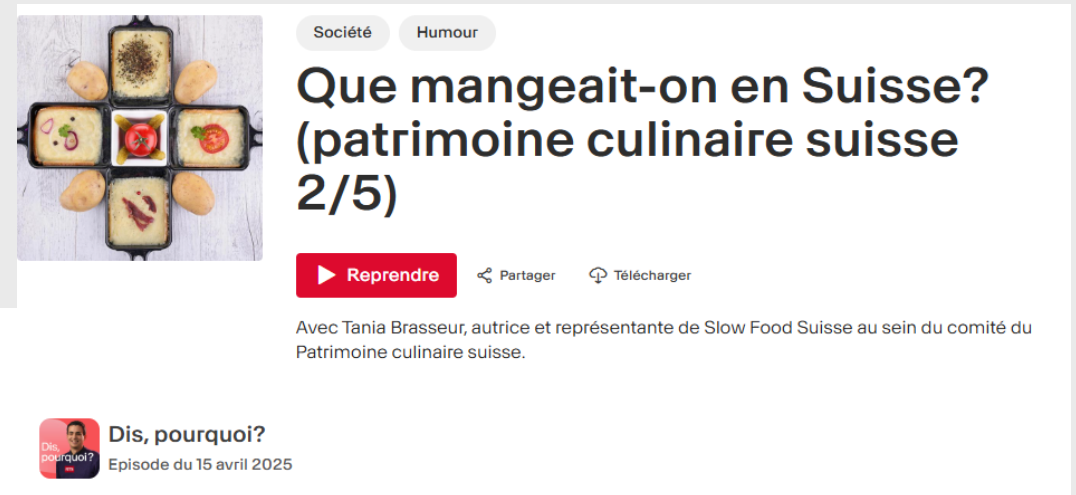 Société
Humour
Que mangeait-on en Suisse?
(patrimoine culinaire suisse
2/5)
Reprendre
Partager
Télécharger
Avec Tania Brasseur, autrice et représentante de Slow Food Suisse au sein du comité du
Patrimoine culinaire suisse.
Dis,
pourquoi?
Dis, pourquoi?
Episode du 15 avril 2025